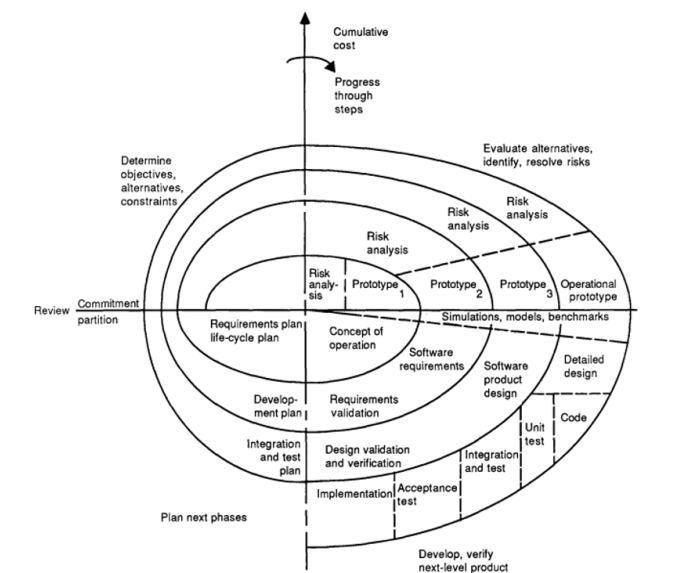 Cumulative
cost
Progress
through
steps
Evaluate alternatives,
identify, resolve risks
Determine
objectives,
alternatives,
constraints
Risk
analysis
Risk
analysis
Risk
analysis
Risk
analy-
sis
Prototype 1
Prototype 2
Prototype 3
Operational
prototype
Review
Commitment
partition
Simulations, models, benchmarks
Requirements plan
life-cycle plan
Concept of
operation
Software
requirements
Software
product
design
Detailed
design
Develop-
ment plan
Requirements
validation
Code
Unit
test
Integration
and test
plan
Design validation
and verification
Integration
and test
Implementation
Acceptance
test
Plan next phases
Develop, verify
next-level product